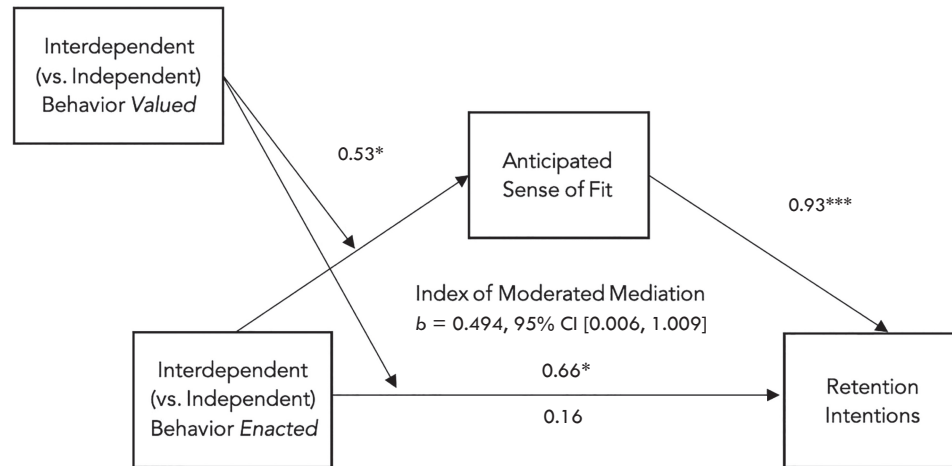 Interdependent
(vs. Independent)
Behavior Valued
0.53*
Anticipated
Sense of Fit
0.93***
Index of Moderated Mediation
b = 0.494, 95% CI [0.006, 1.009]
Interdependent
(vs. Independent)
Behavior Enacted
0.66*
0.16
Retention
Intentions